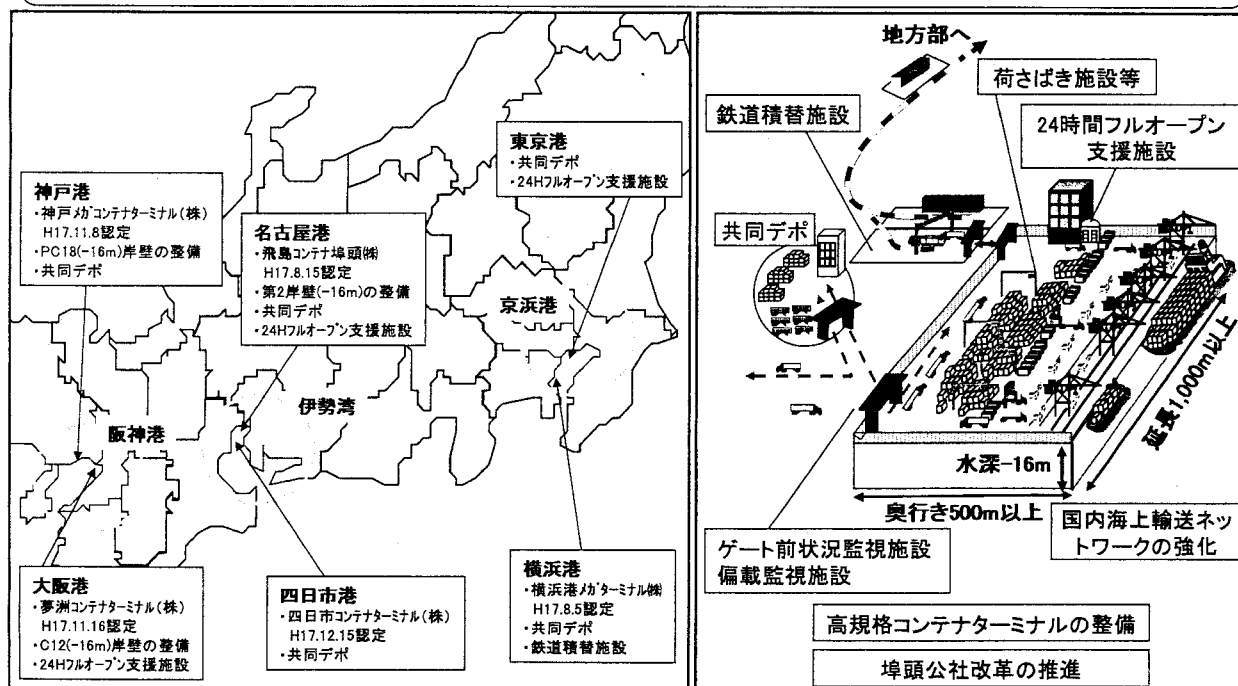 神戸港
・神戸メガコンテナターミナル(株)
H17.11.8認定
・PC18(-16m)岸壁の整備
・共同デポ
名古屋港
・飛島コンテナ埠頭㈱
H17.8.15認定
・第2岸壁(-16m)の整備
・共同デポ
・24Hフルオープン支援施設
東京港
・共同デポ
・24Hフルオープン支援施設
京浜港
伊勢湾
阪神港
大阪港
・夢洲コンテナターミナル(株)
H17.11.16認定
・C12(-16m)岸壁の整備
・24Hフルオープン支援施設
四日市港
・四日市コンテナターミナル(株)
H17.12.15認定
・共同デポ
横浜港
・横浜港メガターミナル㈱
H17.8.5認定
・共同デポ
・鉄道積替施設
地方部へ
荷さばき施設等
鉄道積替施設
24時間フルオープン
支援施設
共同デポ
延長1,000m以上
水深-16m
奥行き500m以上
ゲート前状況監視施設
偏載監視施設
国内海上輸送ネッ
トワークの強化
高規格コンテナターミナルの整備
埠頭公社改革の推進